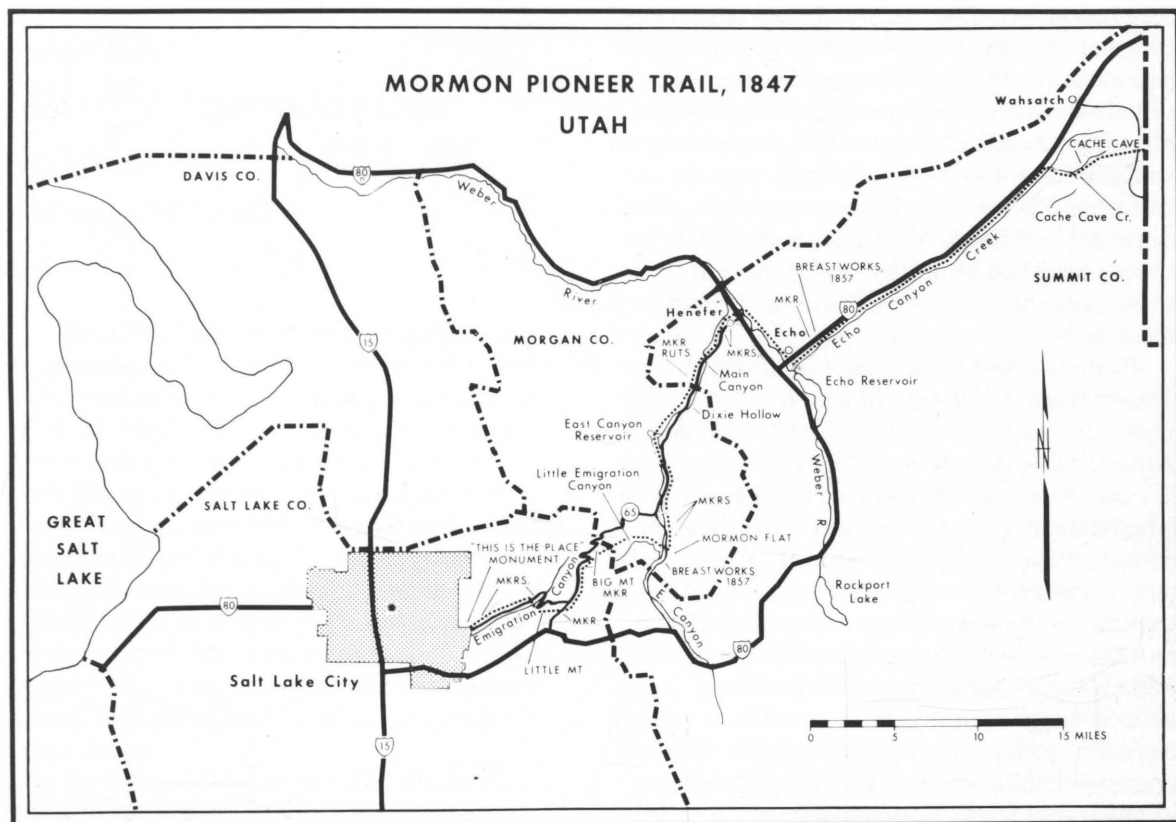 MORMON PIONEER TRAIL, 1847
UTAH
Wahsatch
CACHE CAVE
Cache Cave Cr.
DAVIS CO.
80
Weber
River
BREASTWORKS,
1857
MKR.
80
Echo Canyon Creek
SUMMIT CO.
Henefer
Echo
MORGAN CO.
15
MKR
RUTS
MKRS.
Main
Canyon
Echo Reservoir
Dixie Hollow
East Canyon
Reservoir
Weber R.
Little Emigration
Canyon
SALT LAKE CO.
65
MKRS
N
GREAT
SALT
LAKE
"THIS IS THE PLACE"
MONUMENT
MORMON FLAT
BREASTWORKS
1857
MKRS.
Emigration Canyon
BIG MT
MKR
E. Canyon
Rockport
Lake
80
MKR.
80
LITTLE MT
Salt Lake City
15
0 5 10 15 MILES